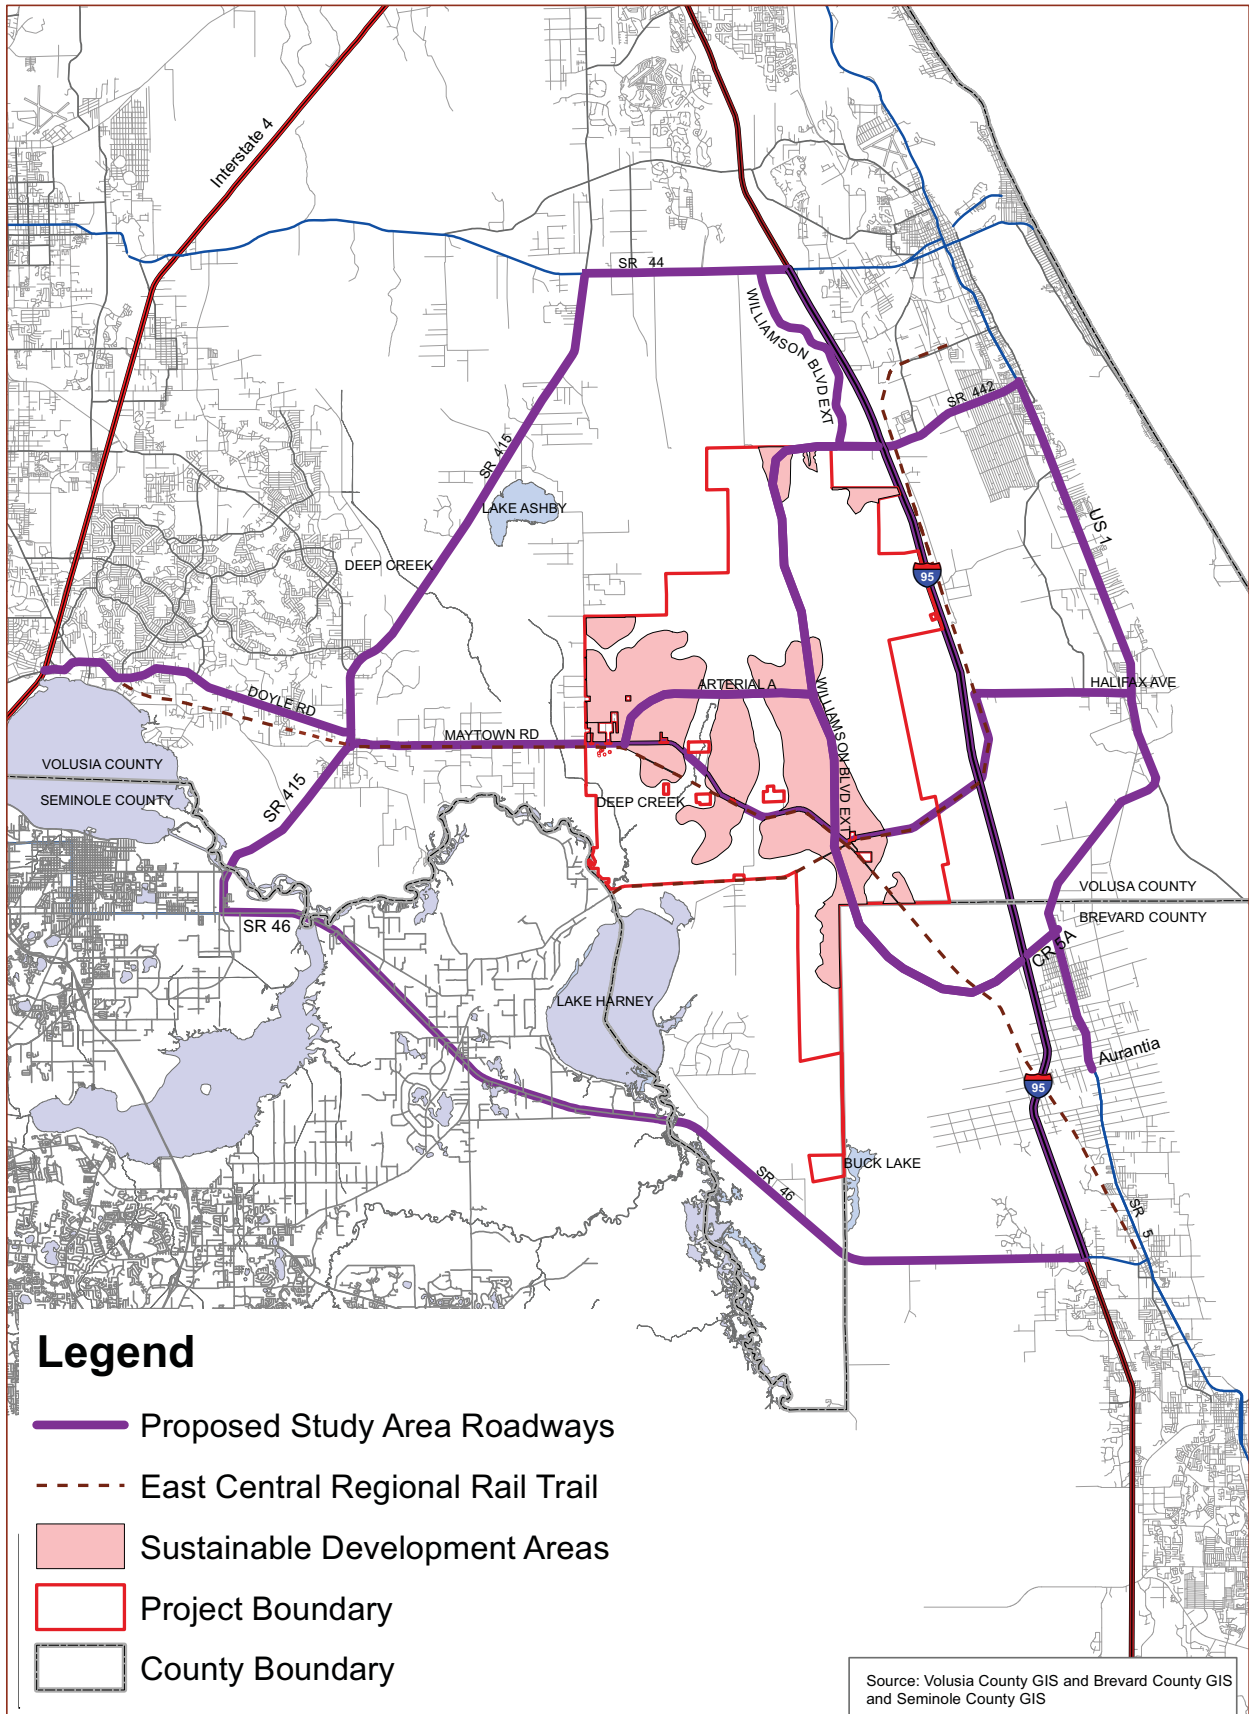 Interstate 4
SR 44
WILLIAMSON BLVD EXT
SR 442
SR 415
LAKE ASHBY
US 1
DEEP CREEK
95
ARTERIAL A
HALIFAX AVE
DOYLE RD
WILLIAMSON BLVD EXT
MAYTOWN RD
VOLUSIA COUNTY
SEMINOLE COUNTY
SR 415
DEEP CREEK
VOLUSA COUNTY
BREVARD COUNTY
SR 46
CR 5A
LAKE HARNEY
Aurantia
95
BUCK LAKE
SR 46
SR 5
Legend
Proposed Study Area Roadways
East Central Regional Rail Trail
Sustainable Development Areas
Project Boundary
County Boundary
Source: Volusia County GIS and Brevard County GIS
and Seminole County GIS